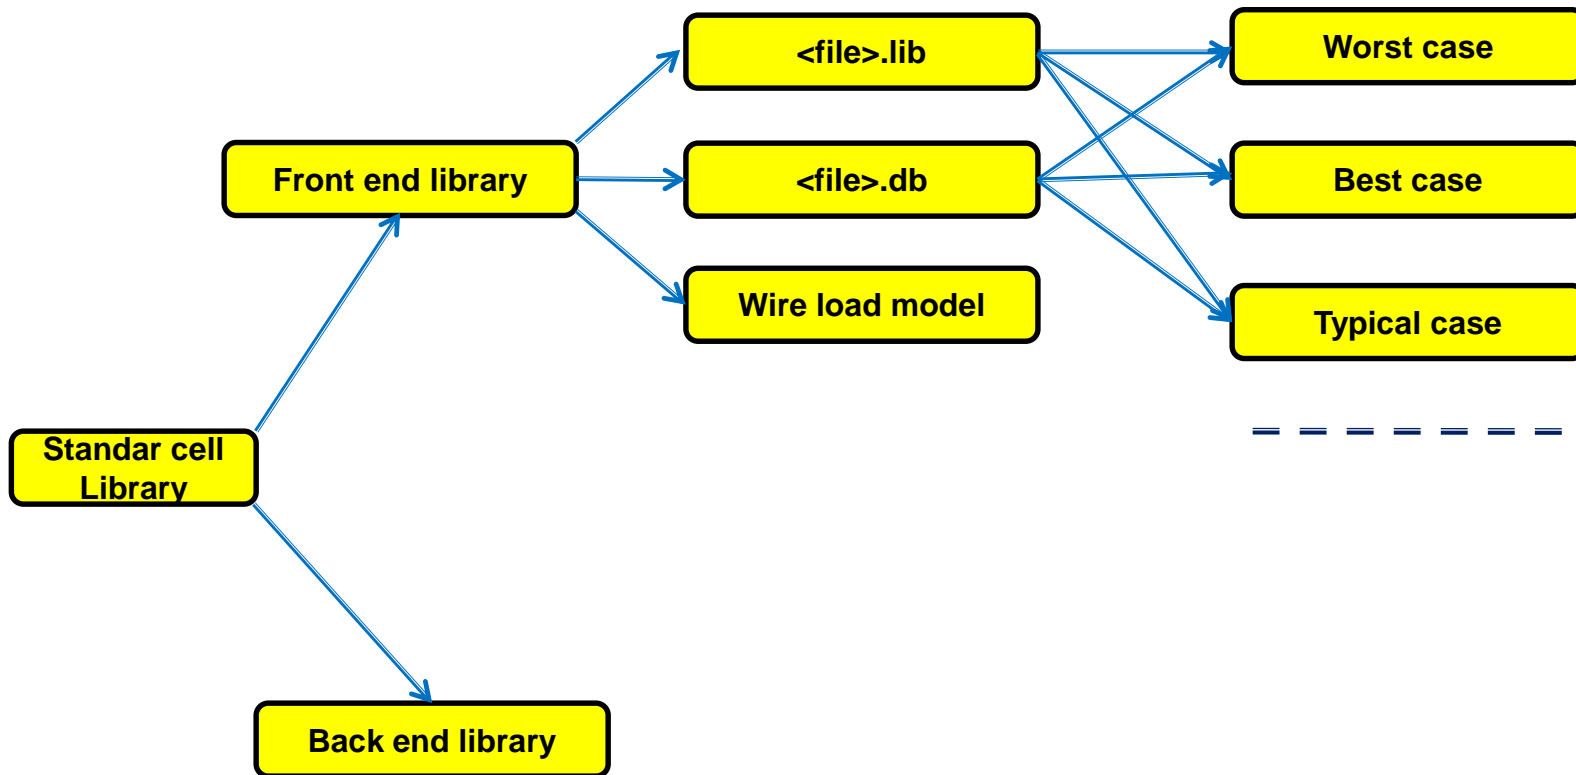 <file>.lib
Worst case
Front end library
<file>.db
Best case
Wire load model
Typical case
Standar cell
Library
Back end library